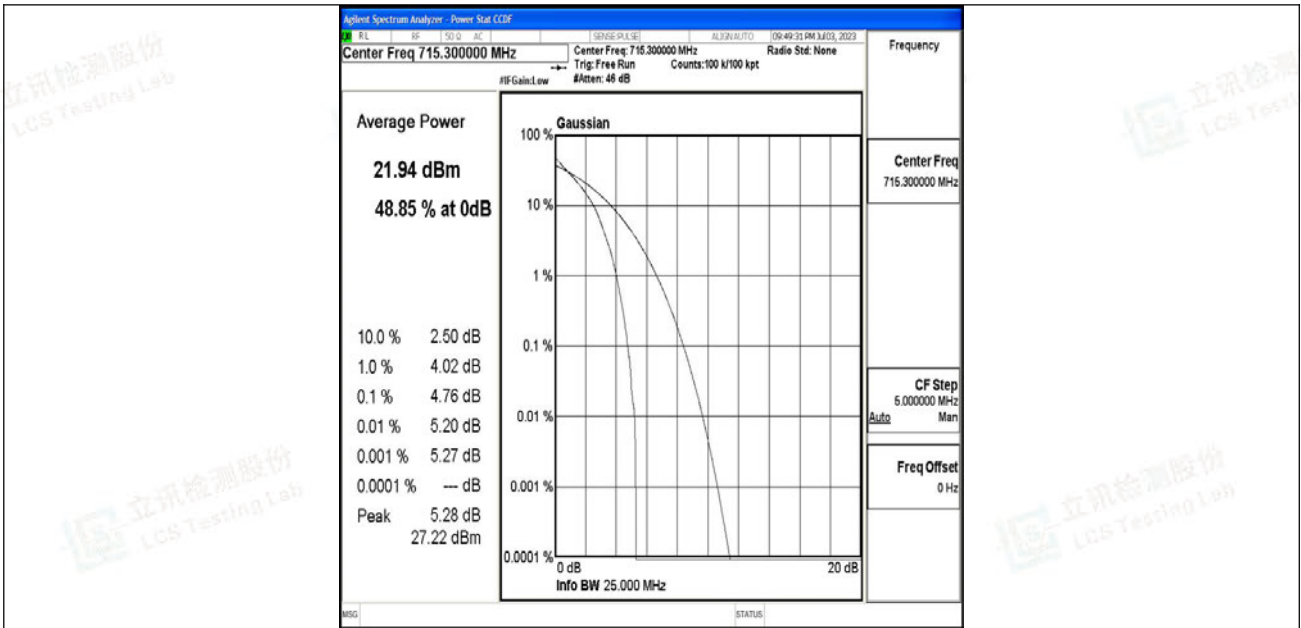 Agilent Spectrum Analyzer - Power Stat CCDF
RL RF 50 Ω AC SENSE:PULSE ALIGNAUTO 09:49:31 PM Jul 03, 2023
Center Freq 715.300000 MHz
Center Freq: 715.300000 MHz Radio Std: None
Trig: Free Run Counts:100 k/100 kpt
#IFGain:Low #Atten: 46 dB
Frequency
Average Power
21.94 dBm
48.85 % at 0dB
10.0 % 2.50 dB
1.0 % 4.02 dB
0.1 % 4.76 dB
0.01 % 5.20 dB
0.001 % 5.27 dB
0.0001 % --- dB
Peak 5.28 dB
27.22 dBm
Gaussian
100 %
10 %
1 %
0.1 %
0.01 %
0.001 %
0.0001 %
0 dB 20 dB
Info BW 25.000 MHz
Center Freq
715.300000 MHz
CF Step
5.000000 MHz
Auto Man
Freq Offset
0 Hz
MSG STATUS
立讯检测股份
LCS Testing Lab
立讯检测
LCS Testi
立讯检测股份
LCS Testing Lab
立讯检测股份
LCS Testing Lab